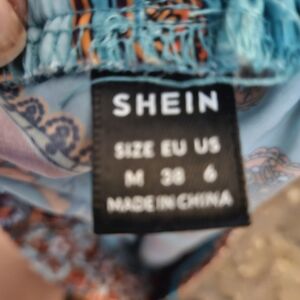 SHEIN
SIZE EU US
M 38 6
MADE IN CHINA